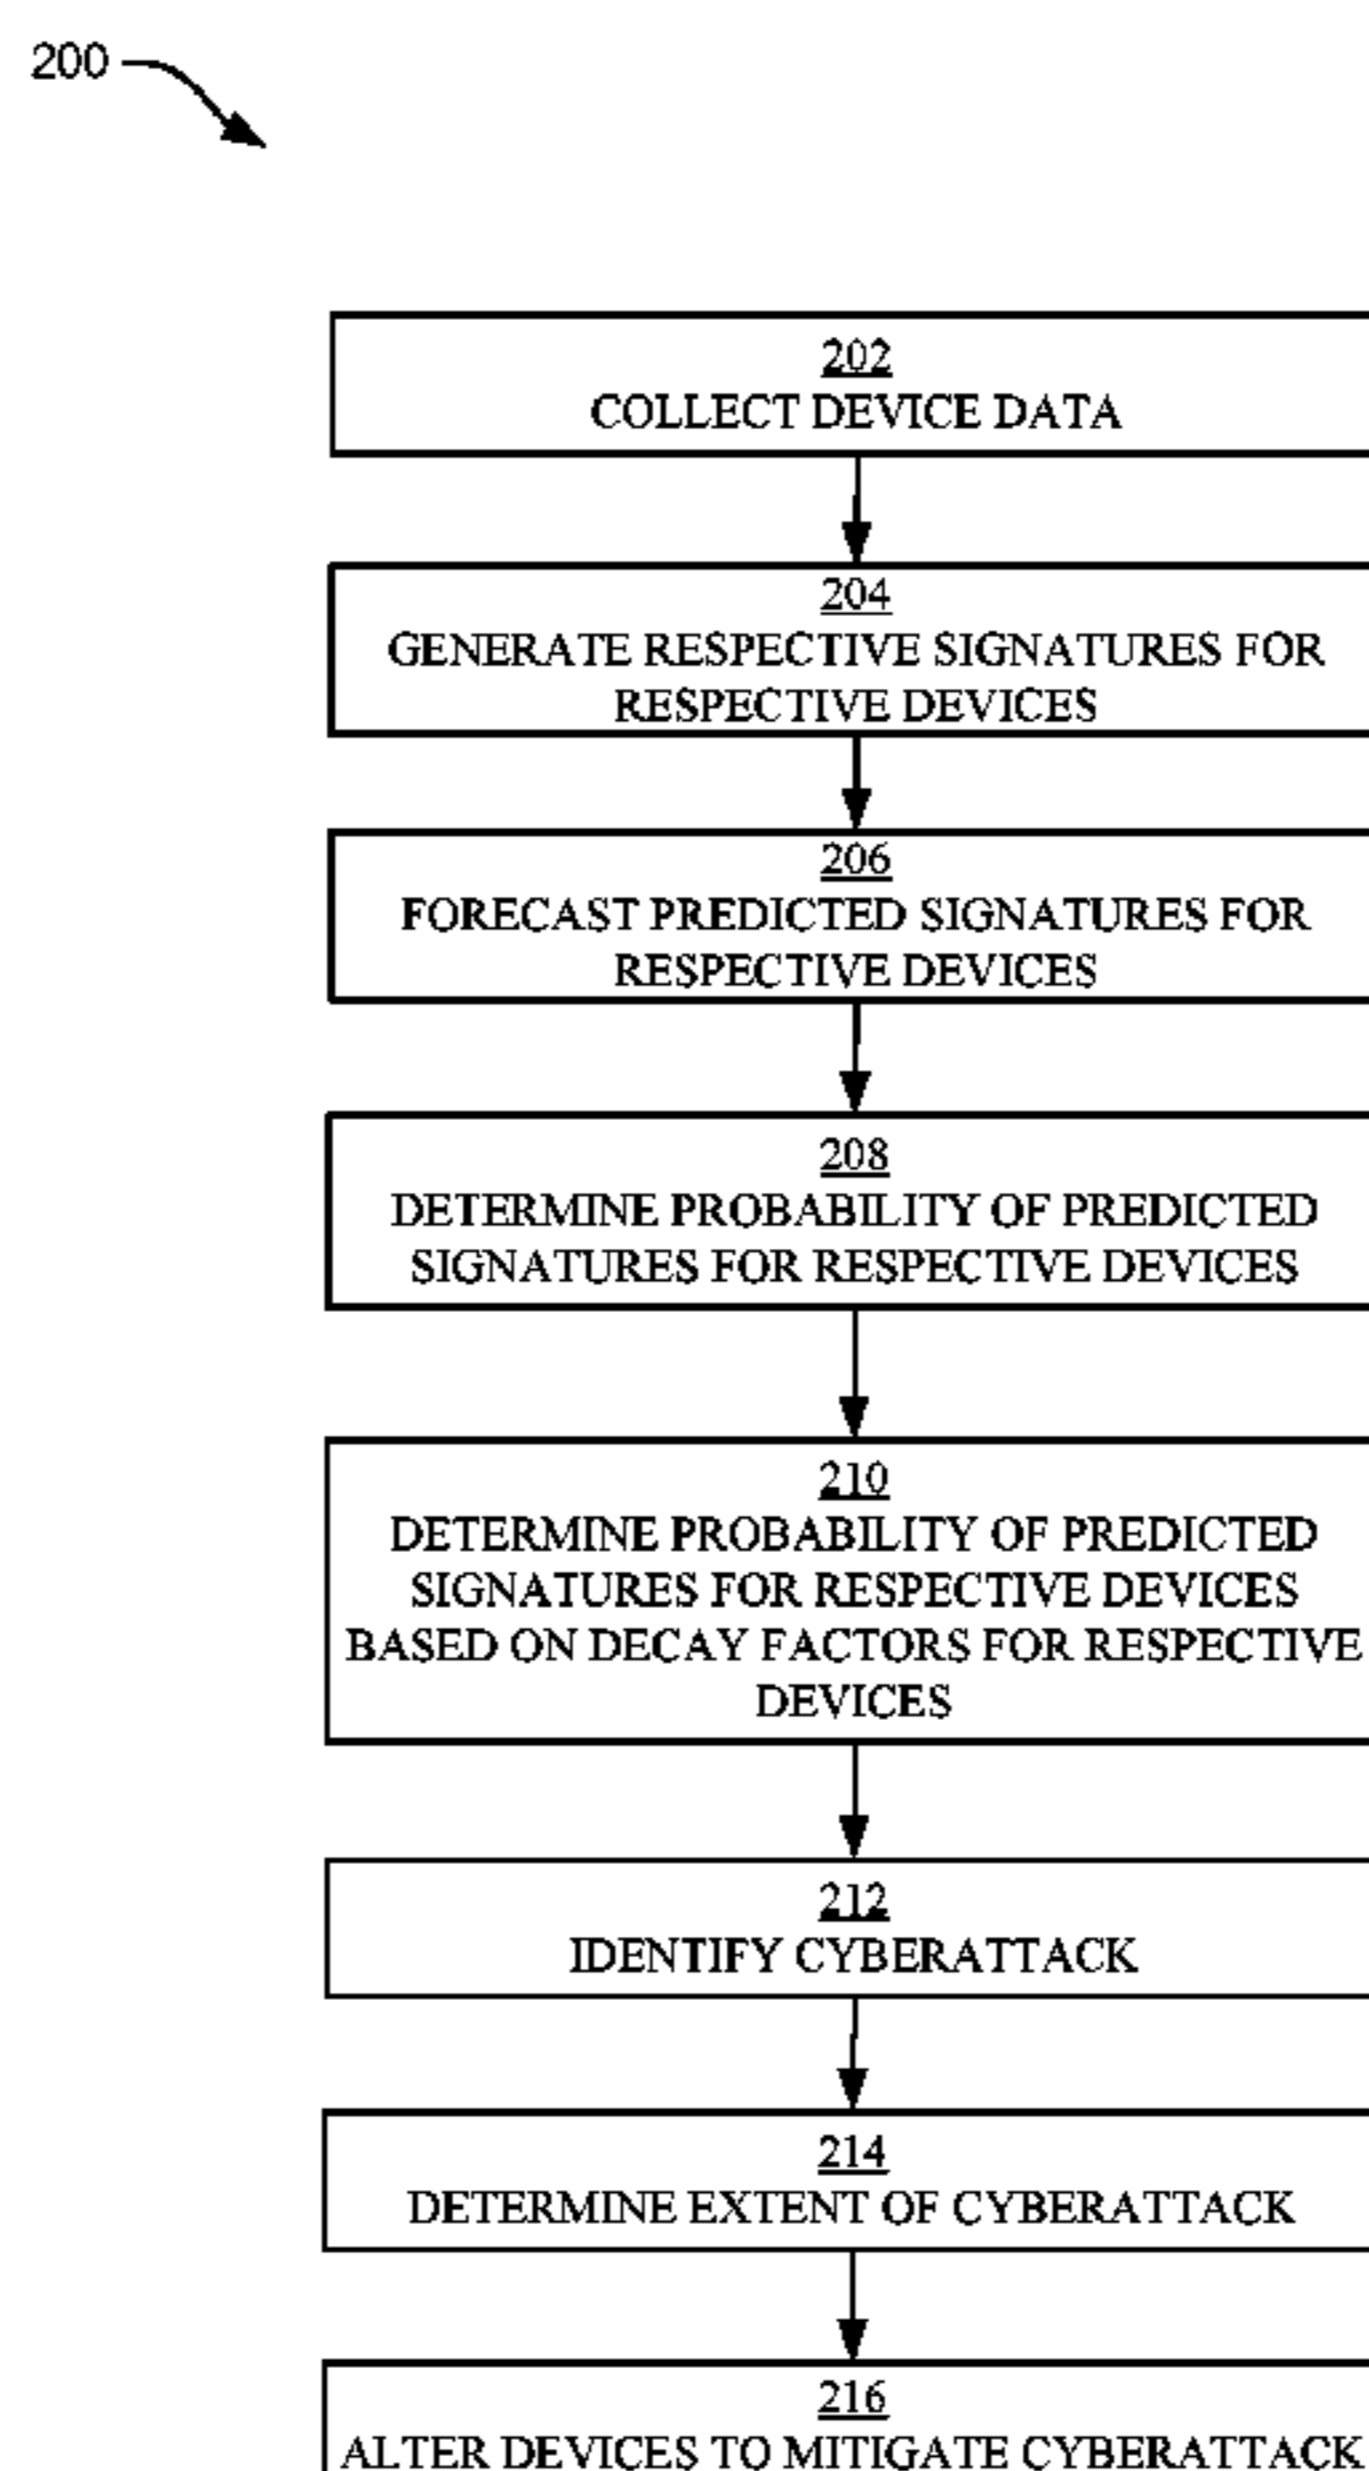 200
202
COLLECT DEVICE DATA
204
GENERATE RESPECTIVE SIGNATURES FOR
RESPECTIVE DEVICES
206
FORECAST PREDICTED SIGNATURES FOR
RESPECTIVE DEVICES
208
DETERMINE PROBABILITY OF PREDICTED
SIGNATURES FOR RESPECTIVE DEVICES
210
DETERMINE PROBABILITY OF PREDICTED
SIGNATURES FOR RESPECTIVE DEVICES
BASED ON DECAY FACTORS FOR RESPECTIVE
DEVICES
212
IDENTIFY CYBERATTACK
214
DETERMINE EXTENT OF CYBERATTACK
216
ALTER DEVICES TO MITIGATE CYBERATTACK